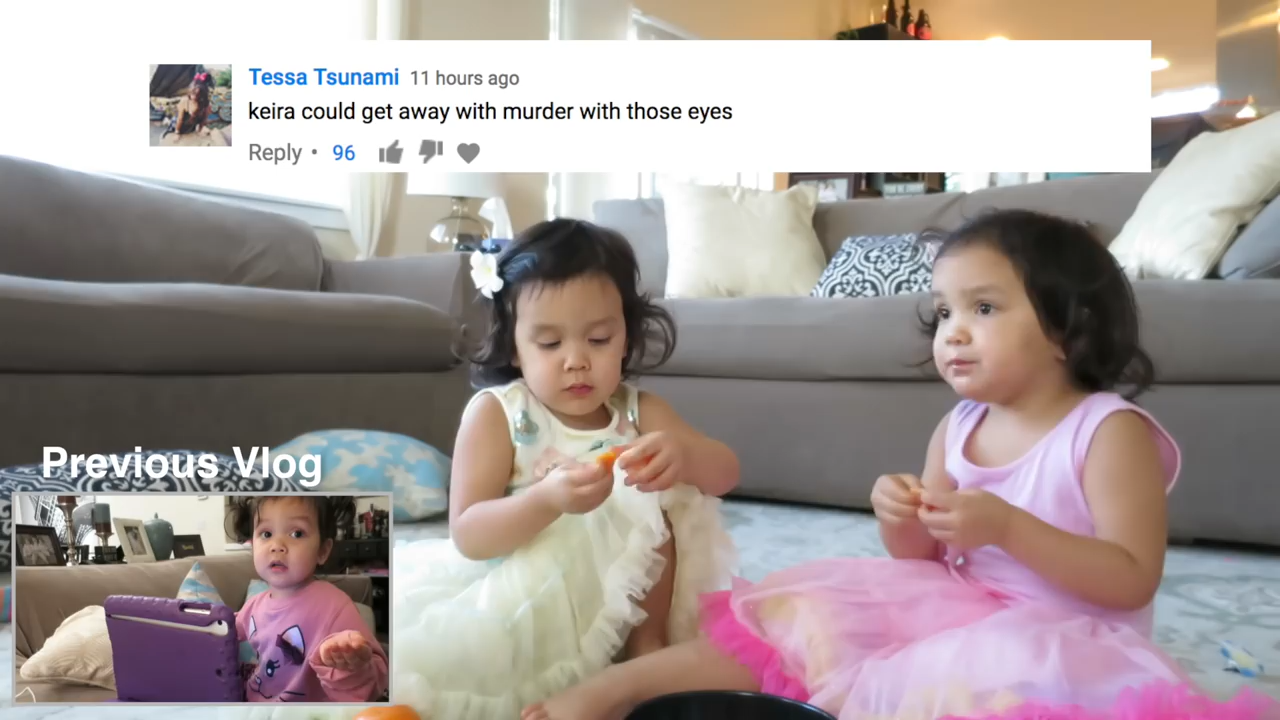 Tessa Tsunami 11 hours ago
keira could get away with murder with those eyes
Reply • 96
Previous Vlog